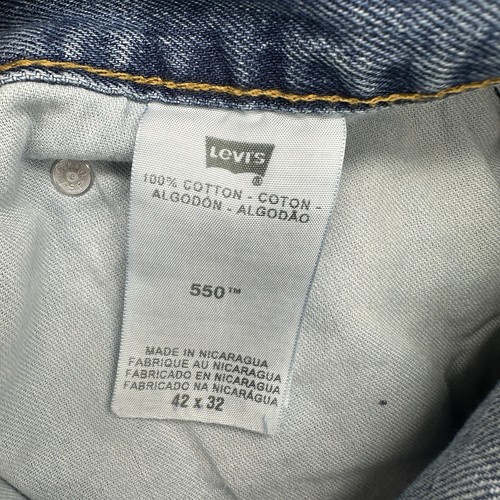 LEVI'S
®
100% COTTON - COTON -
ALGODÓN - ALGODÃO
550™
MADE IN NICARAGUA
FABRIQUE AU NICARAGUA
FABRICADO EN NICARAGUA
FABRICADO NA NICARÁGUA
42 x 32